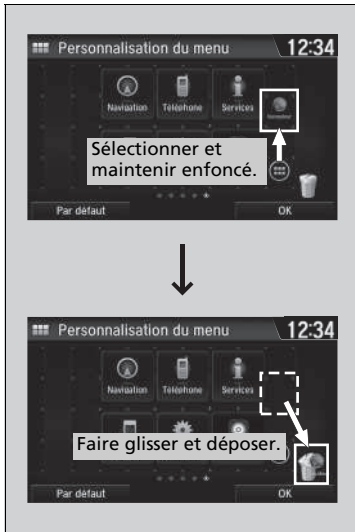 Personnalisation du menu
12:34
Navigation
Téléphone
Services
Sélectionner et
maintenir enfoncé.
Par défaut
OK
Personnalisation du menu
12:34
Navigation
Téléphone
Services
Faire glisser et déposer.
Par défaut
OK